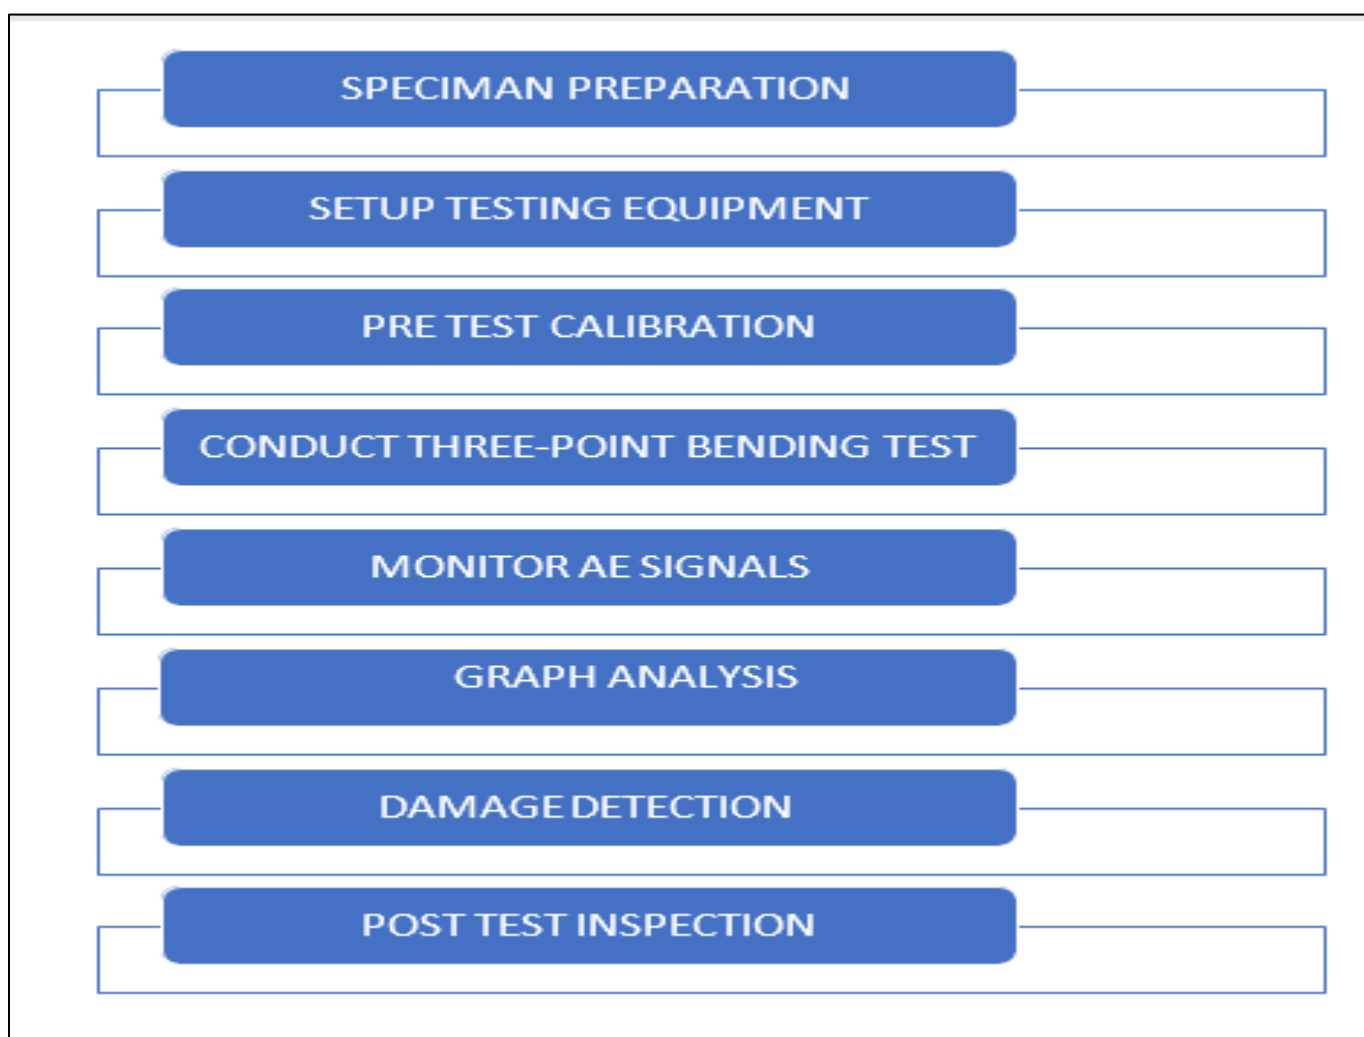 SPECIMAN PREPARATION
SETUP TESTING EQUIPMENT
PRE TEST CALIBRATION
CONDUCT THREE-POINT BENDING TEST
MONITOR AE SIGNALS
GRAPH ANALYSIS
DAMAGE DETECTION
POST TEST INSPECTION